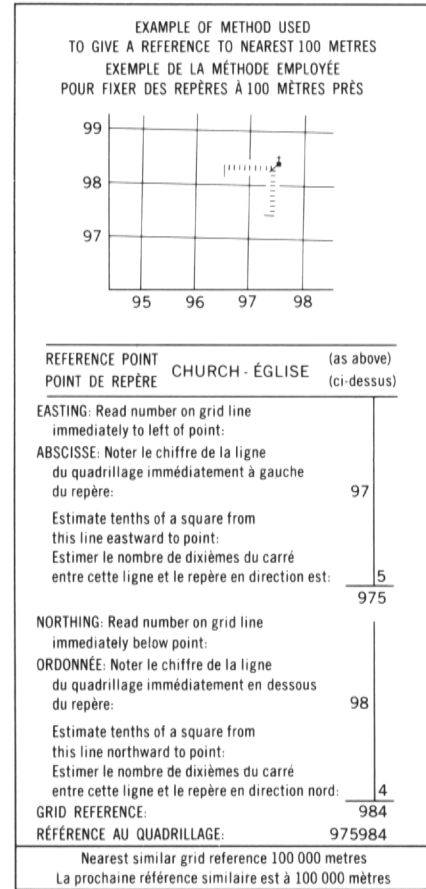 EXAMPLE OF METHOD USED
TO GIVE A REFERENCE TO NEAREST 100 METRES
EXEMPLE DE LA MÉTHODE EMPLOYÉE
POUR FIXER DES REPÈRES À 100 MÈTRES PRÈS
99
98
97
95 96 97 98
REFERENCE POINT CHURCH - ÉGLISE (as above)
POINT DE REPÈRE (ci-dessus)
EASTING: Read number on grid line
immediately to left of point:
ABSCISSE: Noter le chiffre de la ligne
du quadrillage immédiatement à gauche
du repère: 97
Estimate tenths of a square from
this line eastward to point:
Estimer le nombre de dixièmes du carré
entre cette ligne et le repère en direction est: 5
975
NORTHING: Read number on grid line
immediately below point:
ORDONNÉE: Noter le chiffre de la ligne
du quadrillage immédiatement en dessous
du repère: 98
Estimate tenths of a square from
this line northward to point:
Estimer le nombre de dixièmes du carré
entre cette ligne et le repère en direction nord: 4
GRID REFERENCE: 984
RÉFÉRENCE AU QUADRILLAGE: 975984
Nearest similar grid reference 100 000 metres
La prochaine référence similaire est à 100 000 mètres